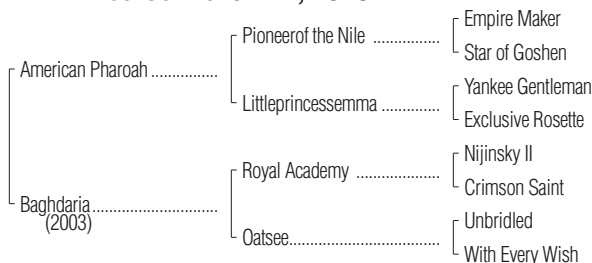 Empire Maker
Pioneerof the Nile ................
Star of Goshen
American Pharoah ................
Yankee Gentleman
Littleprincessemma ..............
Exclusive Rosette
Nijinsky II
Royal Academy ....................
Crimson Saint
Baghdaria ..............................
(2003)
Unbridled
Oatsee....................................
With Every Wish